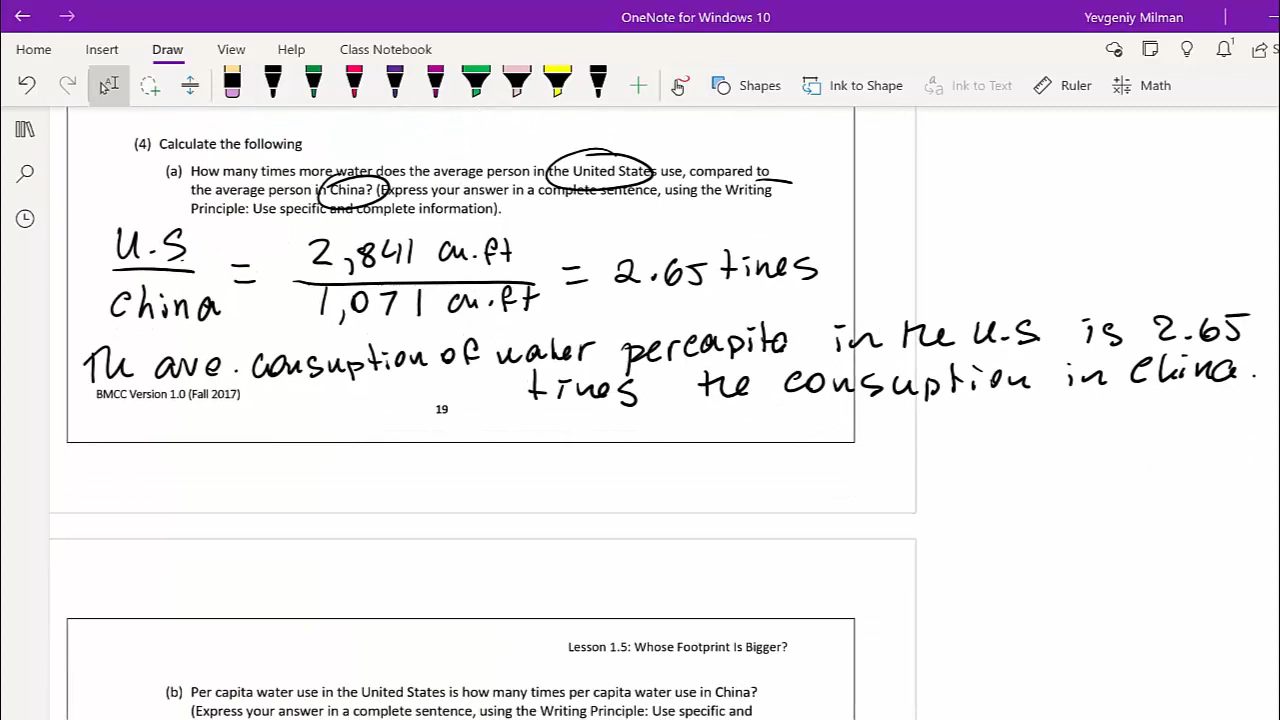 OneNote for Windows 10
Yevgeniy Milman
Home Insert Draw View Help Class Notebook
Shapes Ink to Shape Ink to Text Ruler Math
(4) Calculate the following
(a) How many times more water does the average person in the United States use, compared to
the average person in China? (Express your answer in a complete sentence, using the Writing
Principle: Use specific and complete information).
U.S = 2,841 cu.ft = 2.65 times
China 1,071 cu.ft
The ave. consuption of water percapita in the U.S is 2.65
times the consuption in China.
BMCC Version 1.0 (Fall 2017)
19
Lesson 1.5: Whose Footprint Is Bigger?
(b) Per capita water use in the United States is how many times per capita water use in China?
(Express your answer in a complete sentence, using the Writing Principle: Use specific and